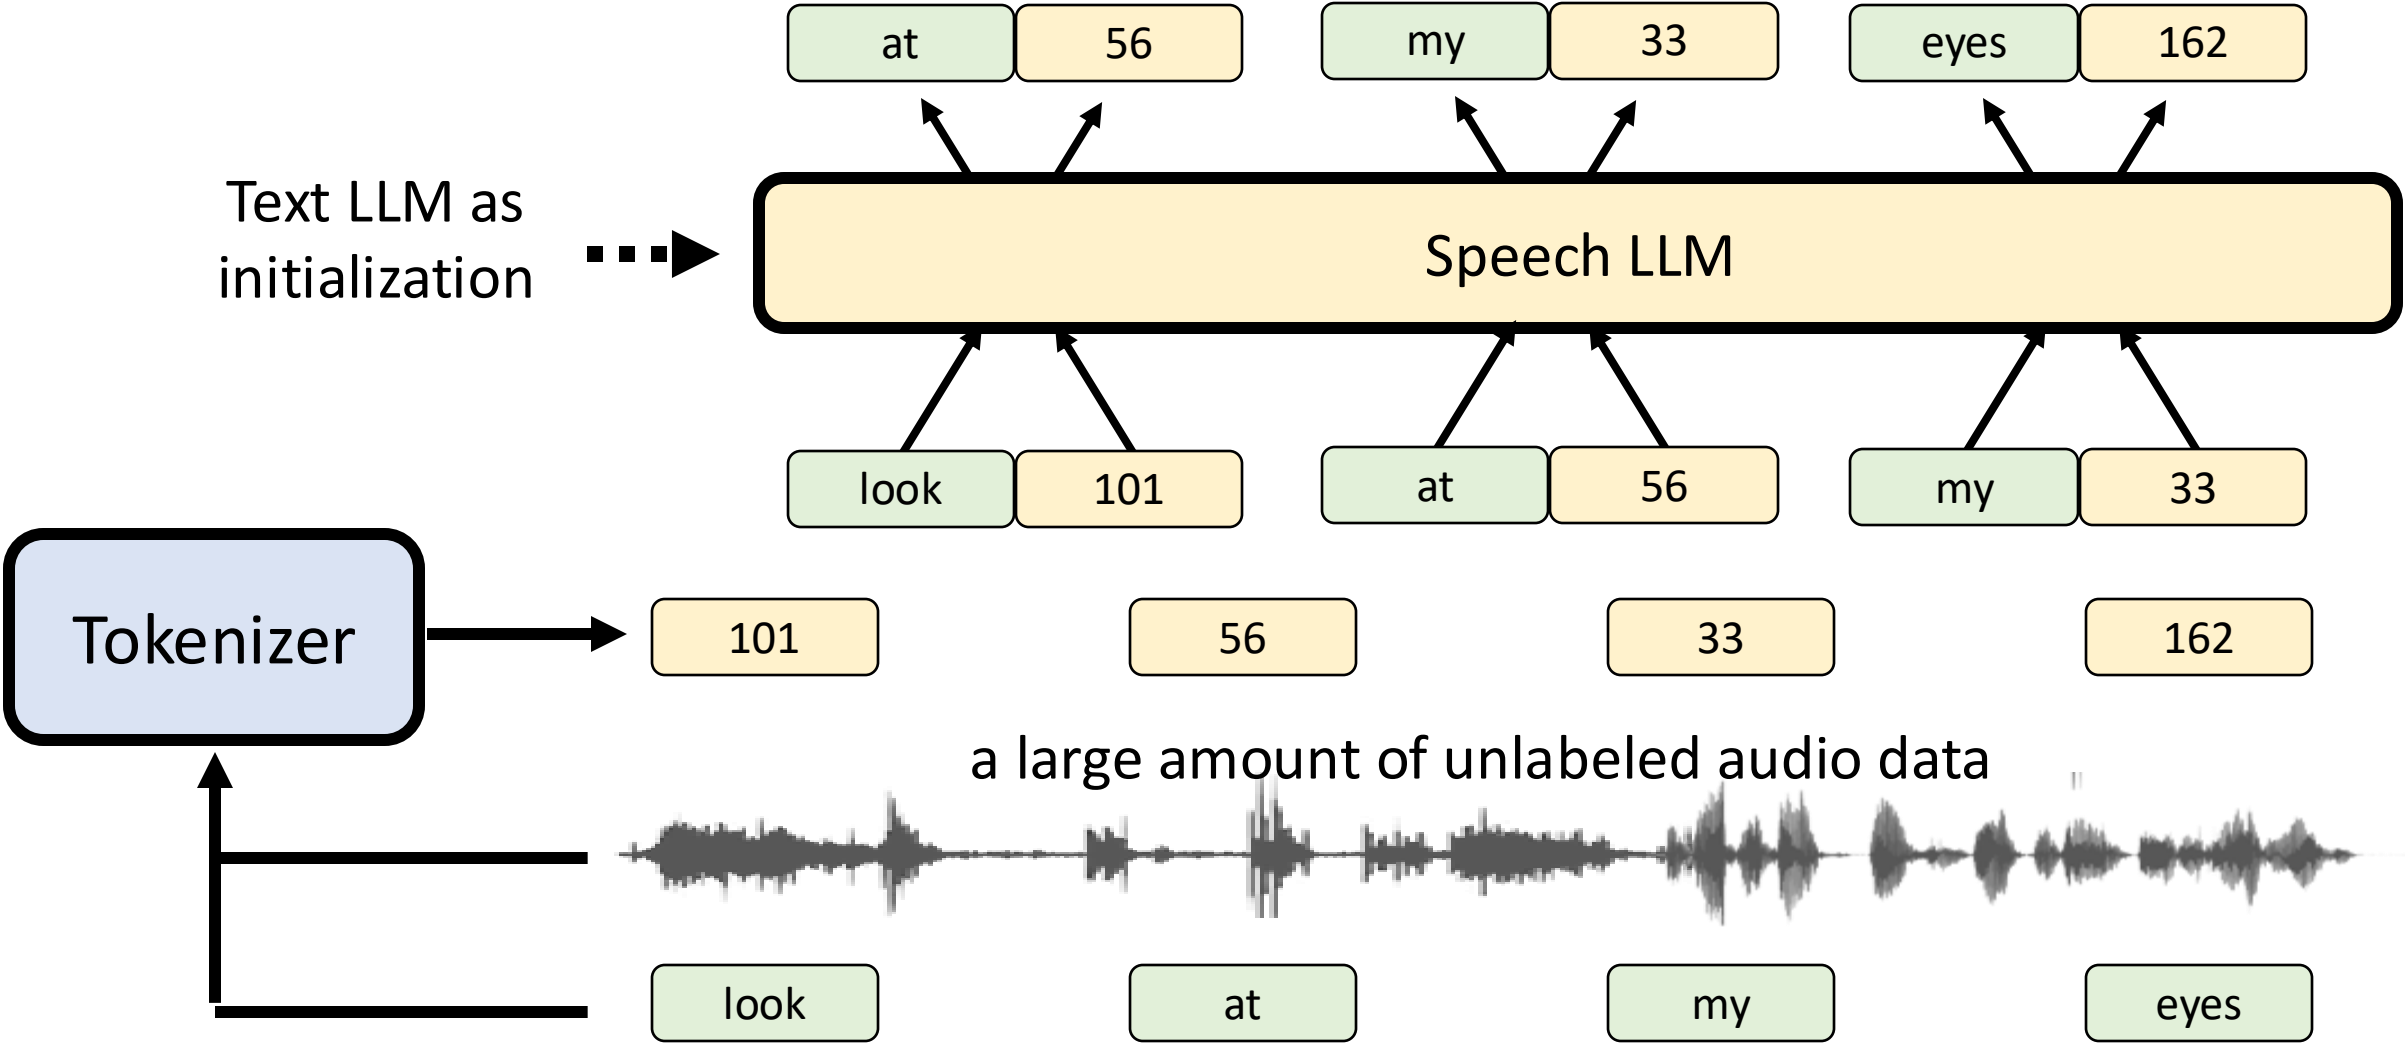 at 56 my 33 eyes 162
Text LLM as
initialization
Speech LLM
look 101 at 56 my 33
Tokenizer
101 56 33 162
a large amount of unlabeled audio data
look at my eyes